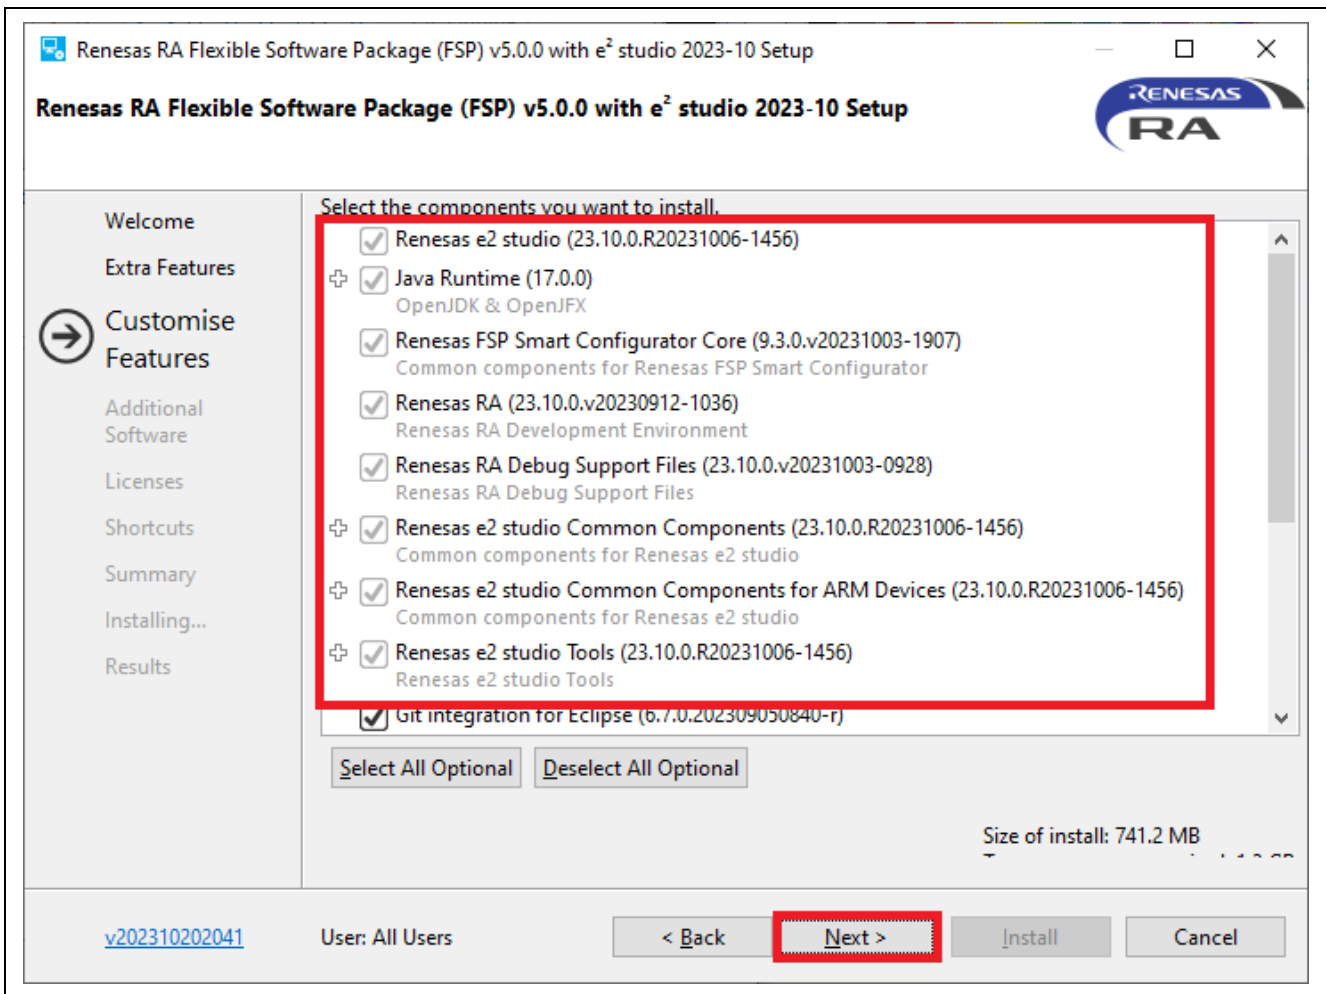 Renesas RA Flexible Software Package (FSP) v5.0.0 with e² studio 2023-10 Setup
Renesas RA Flexible Software Package (FSP) v5.0.0 with e² studio 2023-10 Setup
RENESAS
RA
Welcome
Extra Features
Customise
Features
Additional
Software
Licenses
Shortcuts
Summary
Installing...
Results
Select the components you want to install.
Renesas e2 studio (23.10.0.R20231006-1456)
Java Runtime (17.0.0)
OpenJDK & OpenJFX
Renesas FSP Smart Configurator Core (9.3.0.v20231003-1907)
Common components for Renesas FSP Smart Configurator
Renesas RA (23.10.0.v20230912-1036)
Renesas RA Development Environment
Renesas RA Debug Support Files (23.10.0.v20231003-0928)
Renesas RA Debug Support Files
Renesas e2 studio Common Components (23.10.0.R20231006-1456)
Common components for Renesas e2 studio
Renesas e2 studio Common Components for ARM Devices (23.10.0.R20231006-1456)
Common components for Renesas e2 studio
Renesas e2 studio Tools (23.10.0.R20231006-1456)
Renesas e2 studio Tools
Git integration for Eclipse (6.7.0.202309050840-r)
Select All Optional Deselect All Optional
Size of install: 741.2 MB
v202310202041 User: All Users < Back Next > Install Cancel